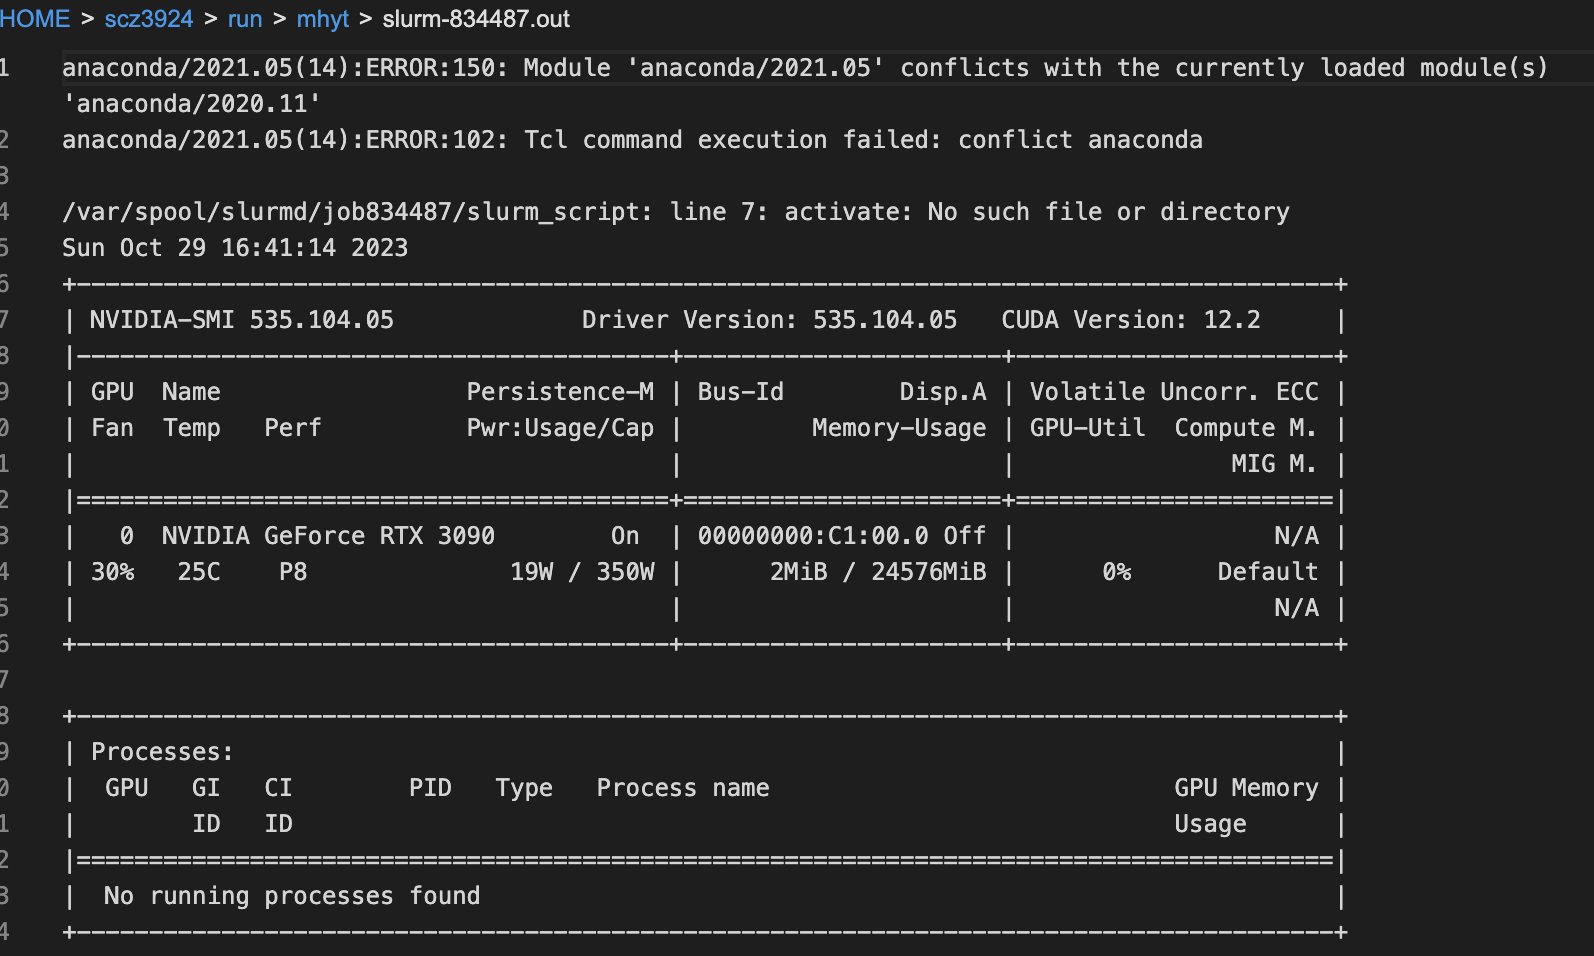 HOME > scz3924 > run > mhyt > slurm-834487.out
1 anaconda/2021.05(14):ERROR:150: Module 'anaconda/2021.05' conflicts with the currently loaded module(s)
'anaconda/2020.11'
2 anaconda/2021.05(14):ERROR:102: Tcl command execution failed: conflict anaconda
3
4 /var/spool/slurmd/job834487/slurm_script: line 7: activate: No such file or directory
5 Sun Oct 29 16:41:14 2023
6 +---------------------------------------------------------------------------------------+
7 | NVIDIA-SMI 535.104.05             Driver Version: 535.104.05   CUDA Version: 12.2     |
8 |-----------------------------------------+----------------------+----------------------+
9 | GPU  Name                 Persistence-M | Bus-Id        Disp.A | Volatile Uncorr. ECC |
0 | Fan  Temp   Perf          Pwr:Usage/Cap |         Memory-Usage | GPU-Util  Compute M. |
1 |                                         |                      |               MIG M. |
2 |=========================================+======================+======================|
3 |   0  NVIDIA GeForce RTX 3090        On  | 00000000:C1:00.0 Off |                  N/A |
4 | 30%   25C    P8              19W / 350W |      2MiB / 24576MiB |      0%      Default |
5 |                                         |                      |                  N/A |
6 +-----------------------------------------+----------------------+----------------------+
7
8 +---------------------------------------------------------------------------------------+
9 | Processes:                                                                            |
0 |  GPU   GI   CI        PID   Type   Process name                            GPU Memory |
1 |        ID   ID                                                             Usage      |
2 |=======================================================================================|
3 |  No running processes found                                                           |
4 +---------------------------------------------------------------------------------------+